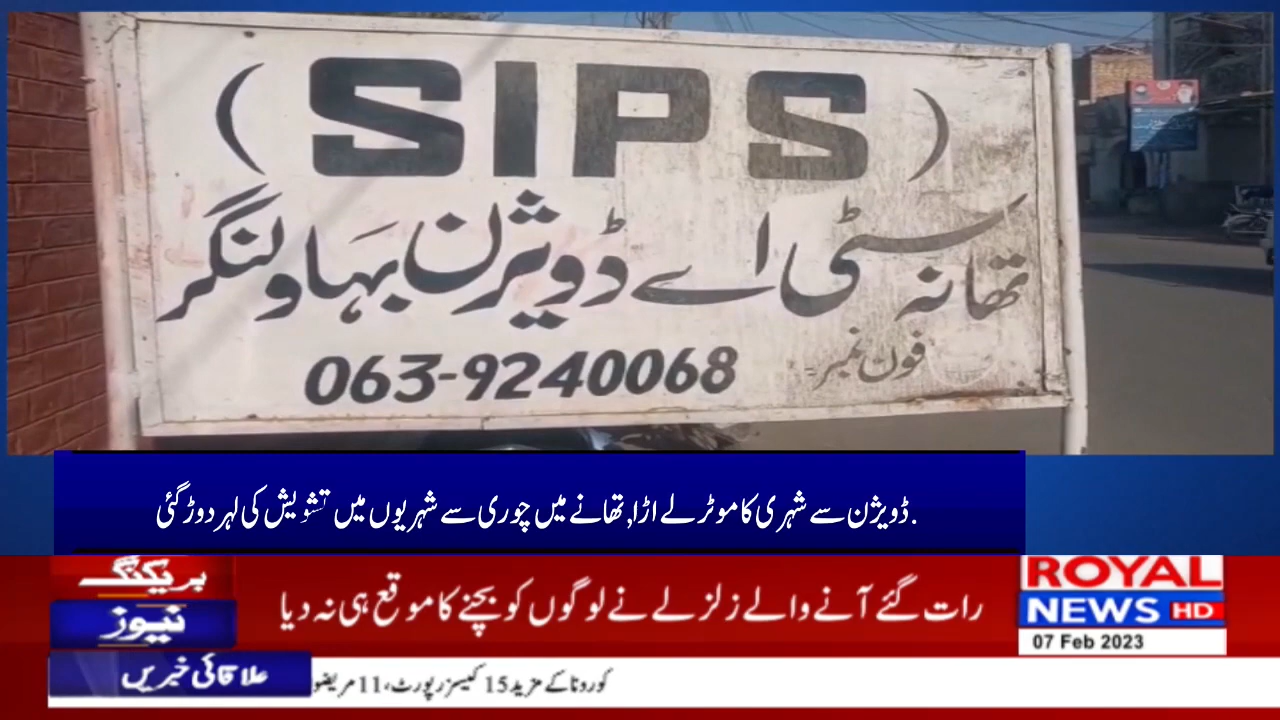 (SIPS)
تھانہ سٹی اے ڈویژن بہاولنگر
فون نمبر- 063-9240068
ڈویژن سے شہری کا موٹر لے اڑا, تھانے میں چوری سے شہریوں میں تشویش کی لہر دوڑ گئی.
بریکنگ
نیوز
رات گئے آنے والے زلزلے نے لوگوں کو بچنے کا موقع ہی نہ دیا
ROYAL
NEWS HD
07 Feb 2023
علاقائی خبریں
کورونا کے مزید 15 کیسز رپورٹ، 11 مریضو